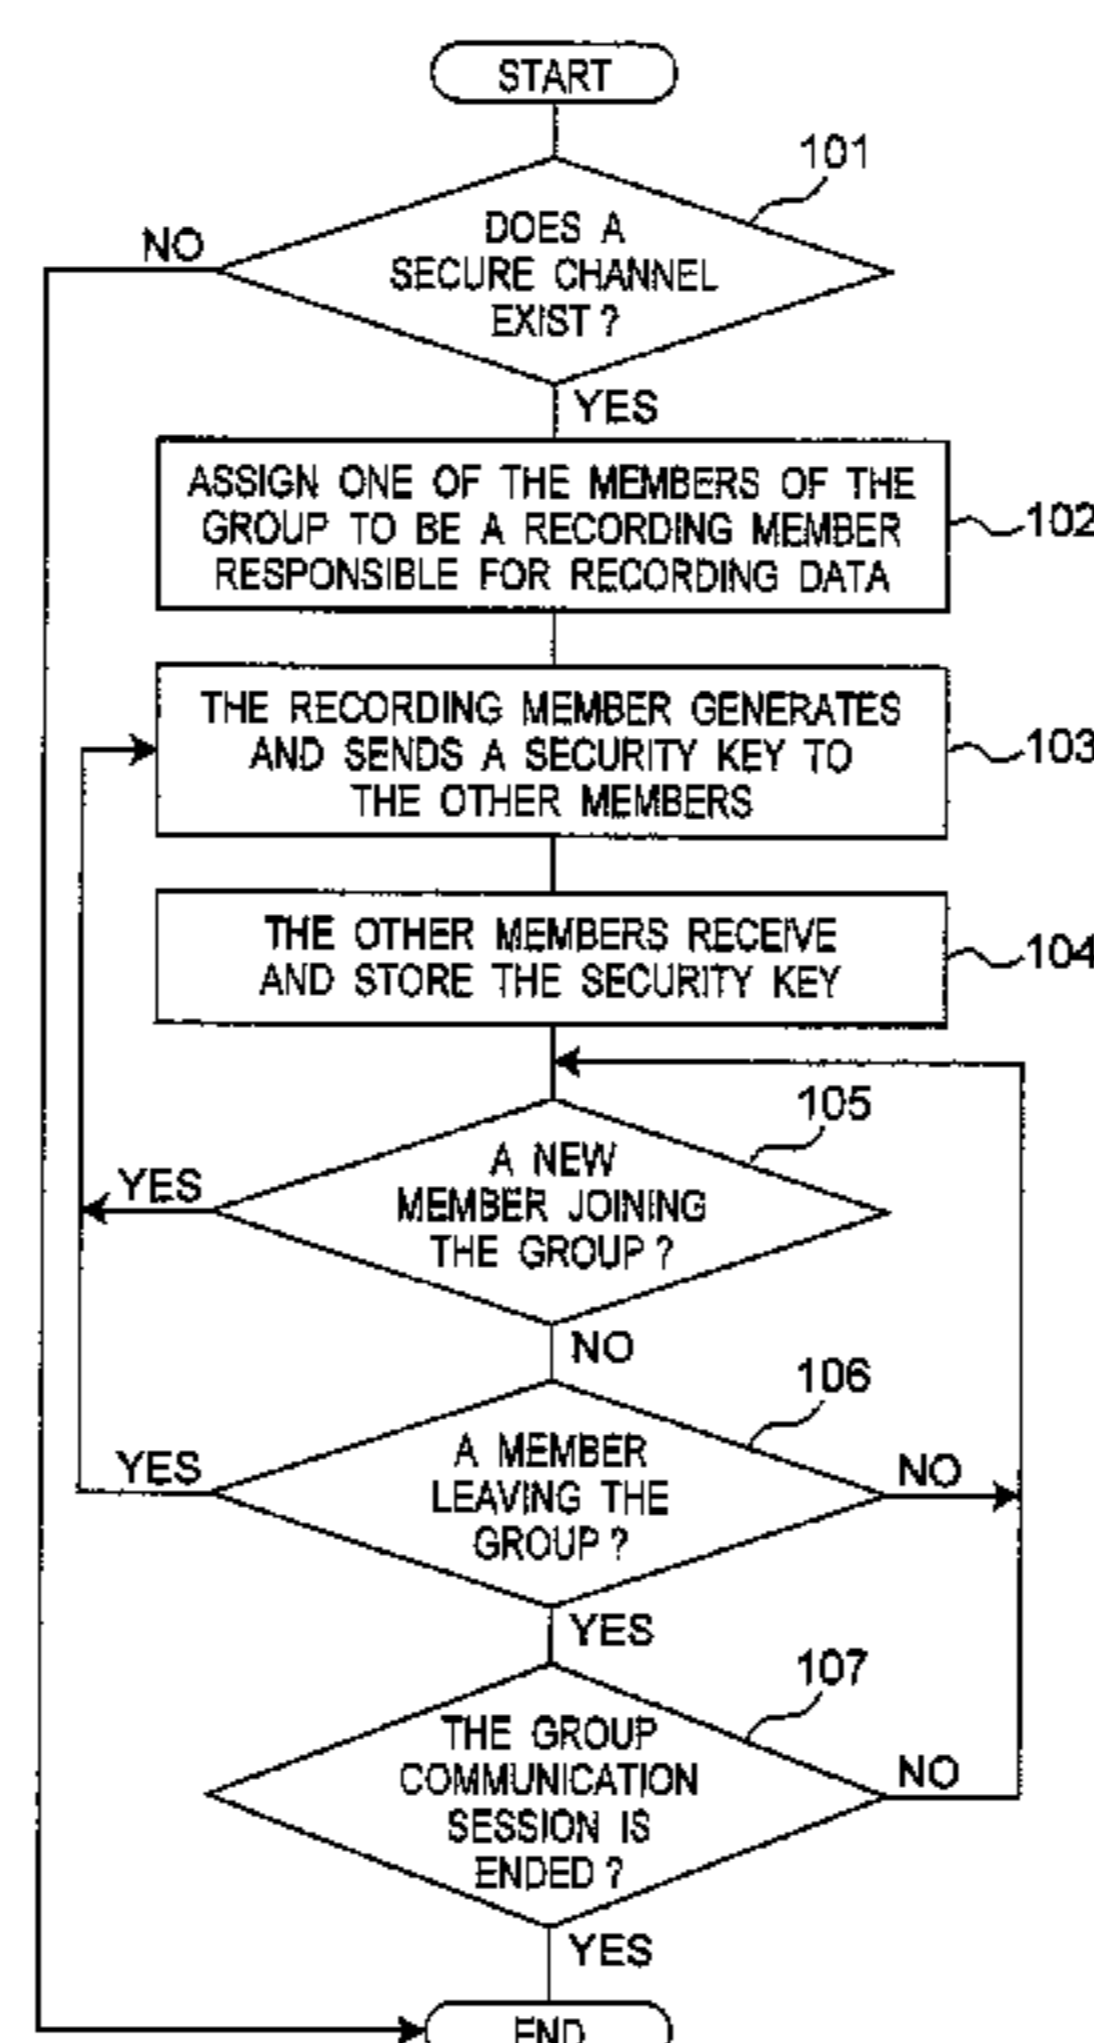 START
101
DOES A
SECURE CHANNEL
EXIST?
NO
YES
ASSIGN ONE OF THE MEMBERS OF THE
GROUP TO BE A RECORDING MEMBER
RESPONSIBLE FOR RECORDING DATA
102
THE RECORDING MEMBER GENERATES
AND SENDS A SECURITY KEY TO
THE OTHER MEMBERS
103
THE OTHER MEMBERS RECEIVE
AND STORE THE SECURITY KEY
104
105
A NEW
MEMBER JOINING
THE GROUP?
YES
NO
106
A MEMBER
LEAVING THE
GROUP?
YES
NO
YES
107
THE GROUP
COMMUNICATION
SESSION IS
ENDED?
NO
YES
END